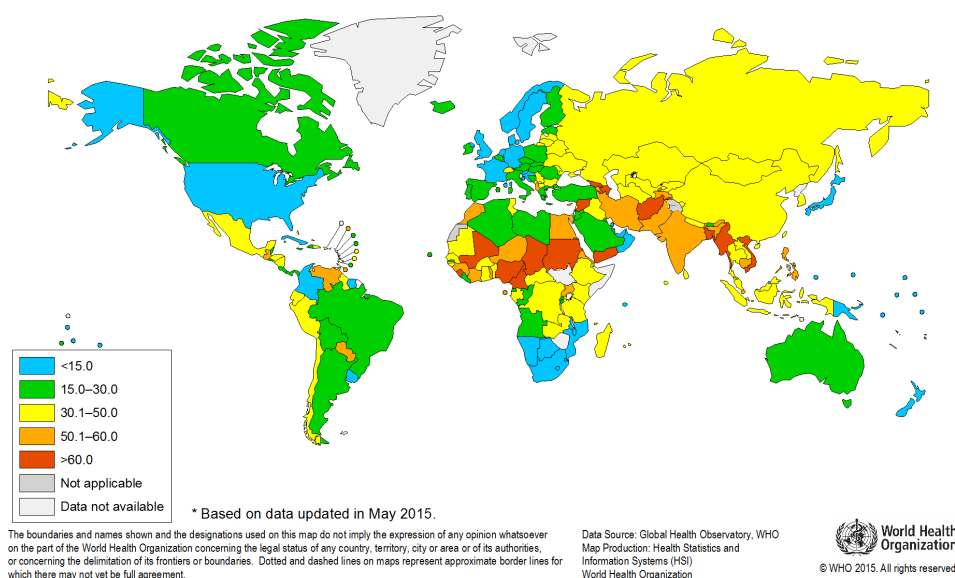 <15.0
15.0–30.0
30.1–50.0
50.1–60.0
>60.0
Not applicable
Data not available
* Based on data updated in May 2015.
The boundaries and names shown and the designations used on this map do not imply the expression of any opinion whatsoever
on the part of the World Health Organization concerning the legal status of any country, territory, city or area or of its authorities,
or concerning the delimitation of its frontiers or boundaries. Dotted and dashed lines on maps represent approximate border lines for
which there may not yet be full agreement.
Data Source: Global Health Observatory, WHO
Map Production: Health Statistics and
Information Systems (HSI)
World Health Organization
World Health
Organization
© WHO 2015. All rights reserved